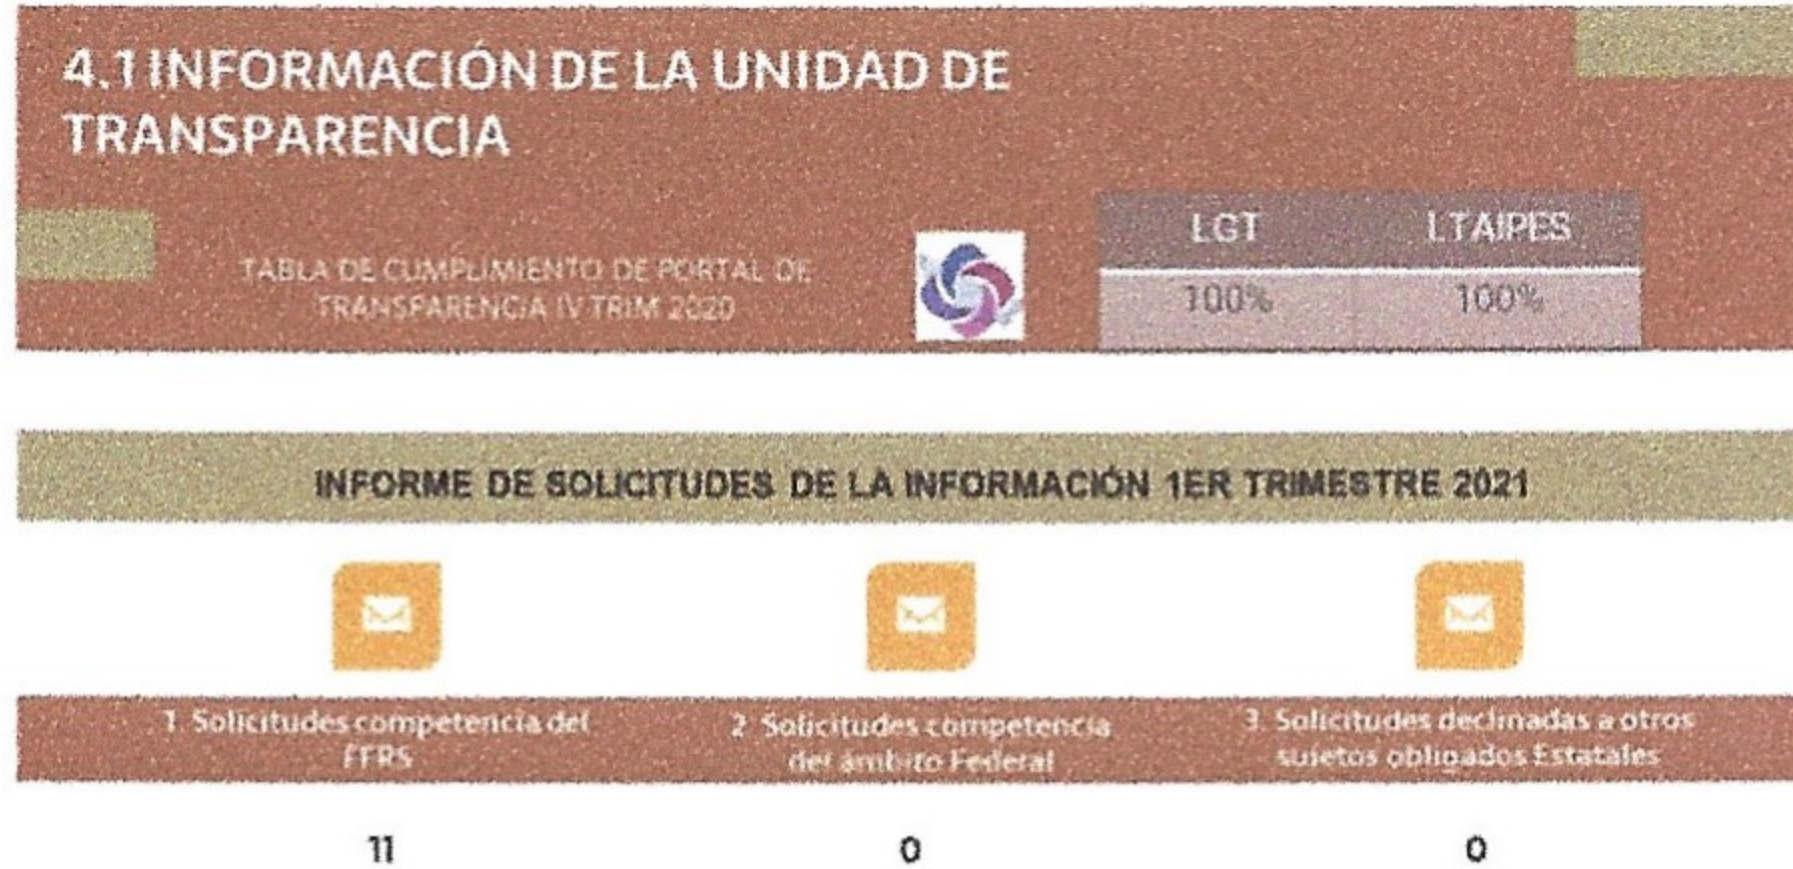 4.1 INFORMACIÓN DE LA UNIDAD DE
TRANSPARENCIA
TABLA DE CUMPLIMIENTO DE PORTAL DE
TRANSPARENCIA IV TRIM 2020
LGT LTAIPES
100% 100%
INFORME DE SOLICITUDES DE LA INFORMACIÓN 1ER TRIMESTRE 2021
1. Solicitudes competencia del
FFRS
2 Solicitudes competencia
del ámbito Federal
3. Solicitudes declinadas a otros
sujetos obligados Estatales
11
0
0